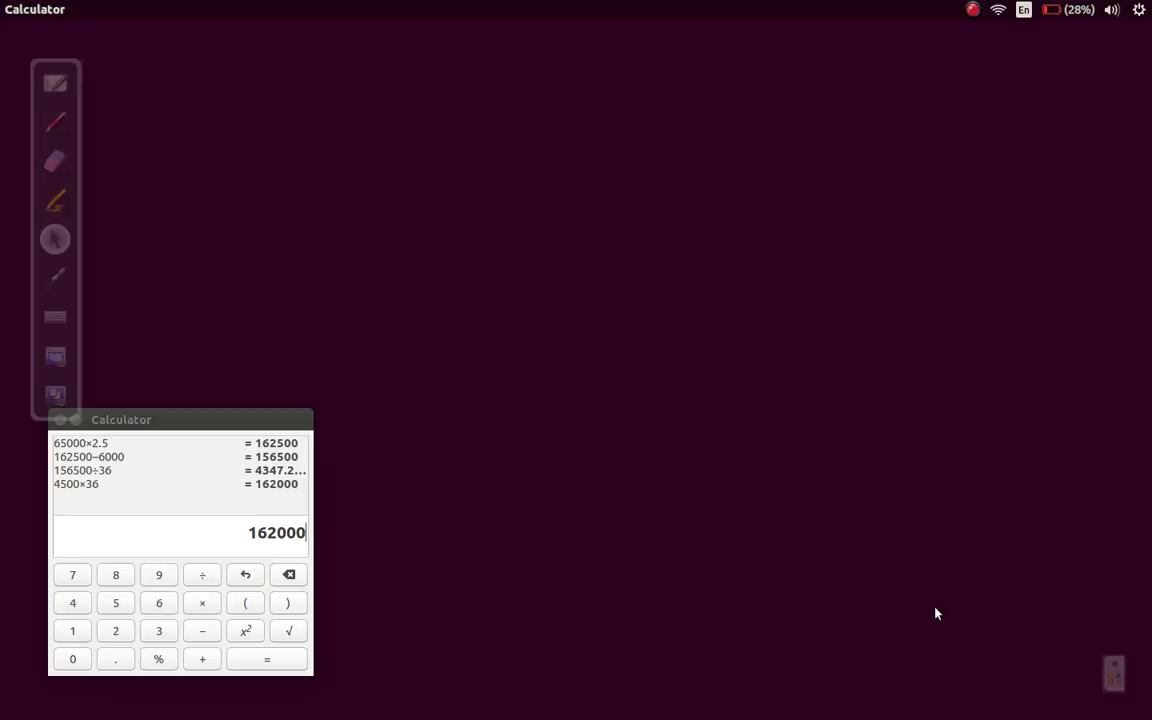 Calculator
En
(28%)
Calculator
65000×2.5 = 162500
162500−6000 = 156500
156500÷36 = 4347.2...
4500×36 = 162000
162000
7 8 9 ÷
4 5 6 × ( )
1 2 3 − x² √
0 . % + =